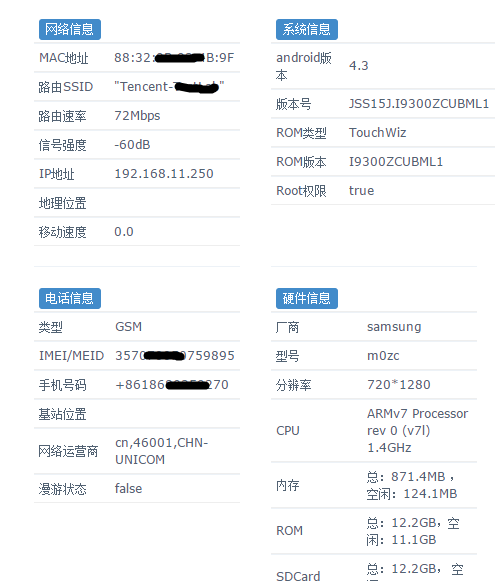 网络信息
MAC地址 88:32: B:9F
路由SSID "Tencent- "
路由速率 72Mbps
信号强度 -60dB
IP地址 192.168.11.250
地理位置
移动速度 0.0
系统信息
android版
本 4.3
版本号 JSS15J.I9300ZCUBML1
ROM类型 TouchWiz
ROM版本 I9300ZCUBML1
Root权限 true
电话信息
类型 GSM
IMEI/MEID 357 759895
手机号码 +86186 270
基站位置
网络运营商 cn,46001,CHN-
UNICOM
漫游状态 false
硬件信息
厂商 samsung
型号 m0zc
分辨率 720*1280
CPU ARMv7 Processor
rev 0 (v7l)
1.4GHz
内存 总：871.4MB ，
空闲：124.1MB
ROM 总：12.2GB，空
闲：11.1GB
SDCard 总：12.2GB， 空